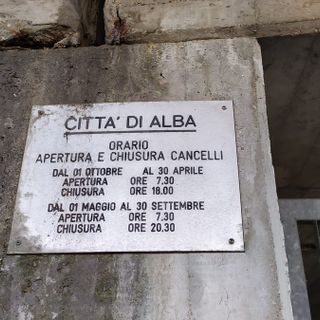 CITTA' DI ALBA
ORARIO
APERTURA E CHIUSURA CANCELLI
DAL 01 OTTOBRE AL 30 APRILE
APERTURA ORE 7.30
CHIUSURA ORE 18.00
DAL 01 MAGGIO AL 30 SETTEMBRE
APERTURA ORE 7.30
CHIUSURA ORE 20.30